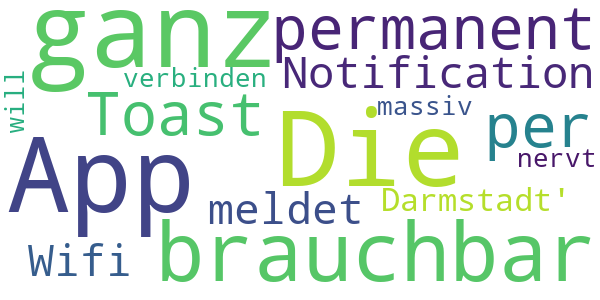 ganz permanent
will verbinden Notification
Toast massiv
App Die per
nervt
meldet Darmstadt'
Wifi brauchbar